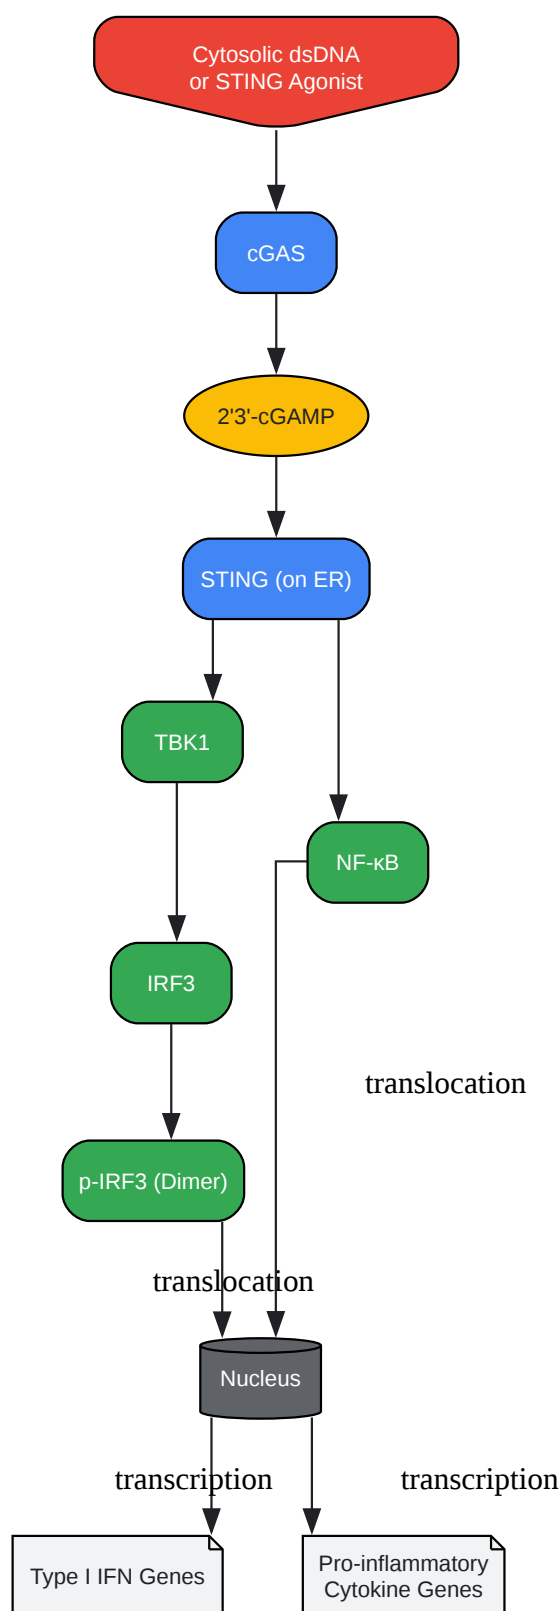 Cytosolic dsDNA
or STING Agonist
cGAS
2'3'-cGAMP
STING (on ER)
TBK1
NF-κB
IRF3
translocation
p-IRF3 (Dimer)
translocation
Nucleus
transcription
transcription
Type I IFN Genes
Pro-inflammatory
Cytokine Genes